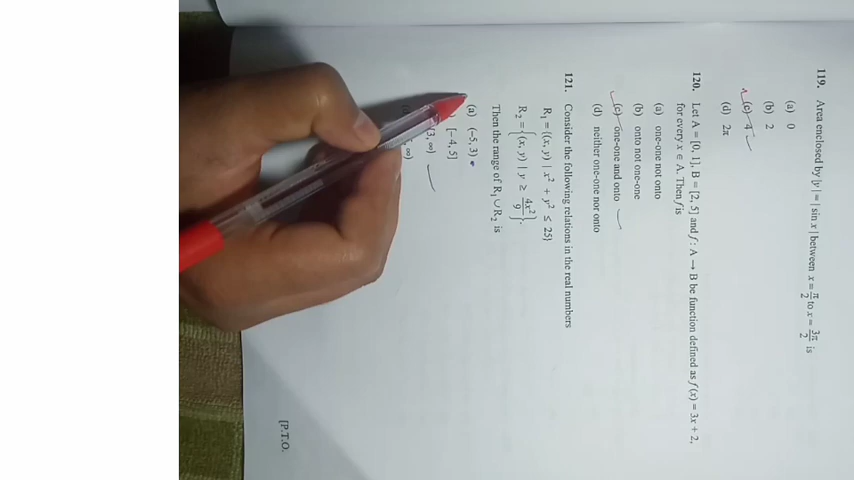 119. Area enclosed by |y| = |sin x| between x = π/2 to x = 3π/2 is
(a) 0
(b) 2
(c) 4
(d) 2π
120. Let A = [0, 1], B = [2, 5] and f : A → B be function defined as f(x) = 3x + 2,
for every x ∈ A. Then f is
(a) one-one not onto
(b) onto not one-one
(c) one-one and onto
(d) neither one-one nor onto
121. Consider the following relations in the real numbers
R₁ = {(x, y) | x² + y² ≤ 25}
R₂ = {(x, y) | y ≥ 4x²/9}.
Then the range of R₁ ∪ R₂ is
(a) (−5, 3)
[−4, 5]
3, ∞)
, ∞)
[P.T.O.